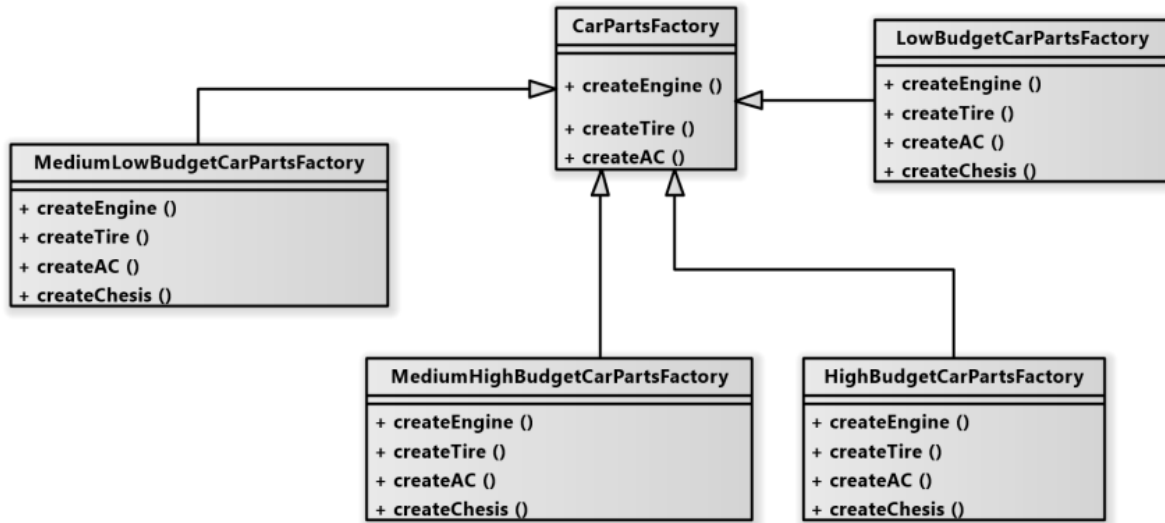 CarPartsFactory
+ createEngine ()
+ createTire ()
+ createAC ()
LowBudgetCarPartsFactory
+ createEngine ()
+ createTire ()
+ createAC ()
+ createChesis ()
MediumLowBudgetCarPartsFactory
+ createEngine ()
+ createTire ()
+ createAC ()
+ createChesis ()
MediumHighBudgetCarPartsFactory
+ createEngine ()
+ createTire ()
+ createAC ()
+ createChesis ()
HighBudgetCarPartsFactory
+ createEngine ()
+ createTire ()
+ createAC ()
+ createChesis ()